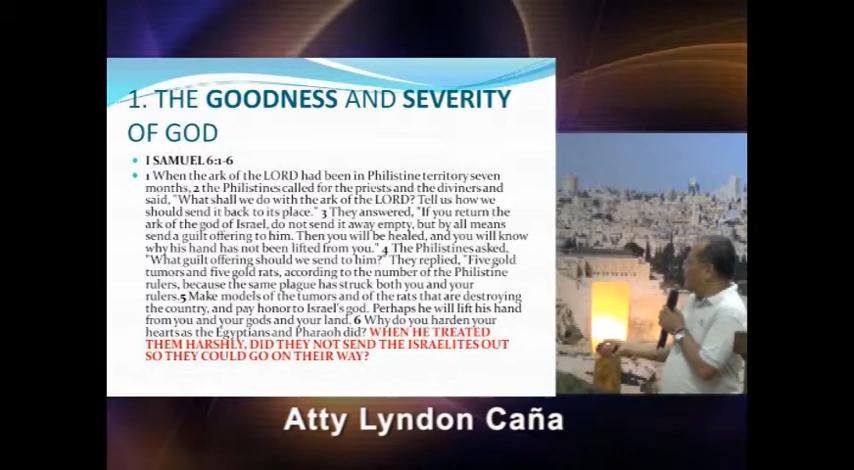 1. THE GOODNESS AND SEVERITY
OF GOD
I SAMUEL 6:1-6
1 When the ark of the LORD had been in Philistine territory seven
months, 2 the Philistines called for the priests and the diviners and
said, "What shall we do with the ark of the LORD? Tell us how we
should send it back to its place." 3 They answered, "If you return the
ark of the god of Israel, do not send it away empty, but by all means
send a guilt offering to him. Then you will be healed, and you will know
why his hand has not been lifted from you." 4 The Philistines asked,
"What guilt offering should we send to him?" They replied, "Five gold
tumors and five gold rats, according to the number of the Philistine
rulers, because the same plague has struck both you and your
rulers.5 Make models of the tumors and of the rats that are destroying
the country, and pay honor to Israel's god. Perhaps he will lift his hand
from you and your gods and your land. 6 Why do you harden your
hearts as the Egyptians and Pharaoh did? WHEN HE TREATED
THEM HARSHLY, DID THEY NOT SEND THE ISRAELITES OUT
SO THEY COULD GO ON THEIR WAY?
Atty Lyndon Caña